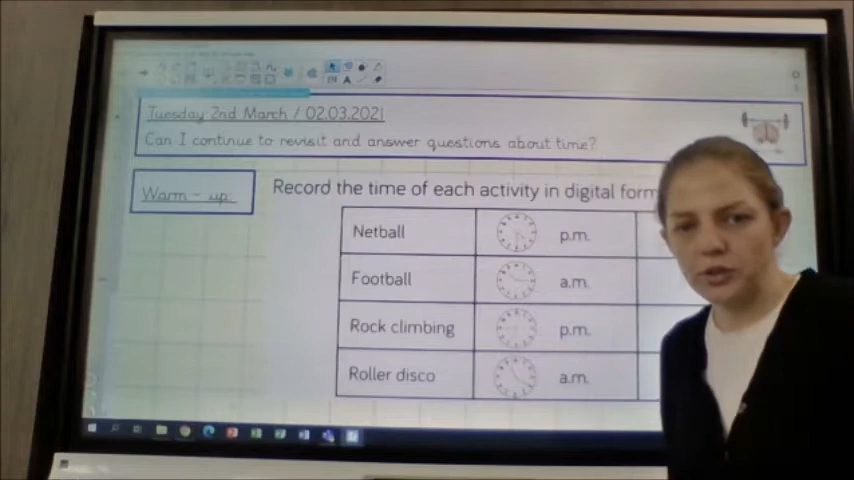 Tuesday 2nd March / 02.03.2021
Can I continue to revisit and answer questions about time?
Warm - up:
Record the time of each activity in digital form
Netball p.m.
Football a.m.
Rock climbing p.m.
Roller disco a.m.